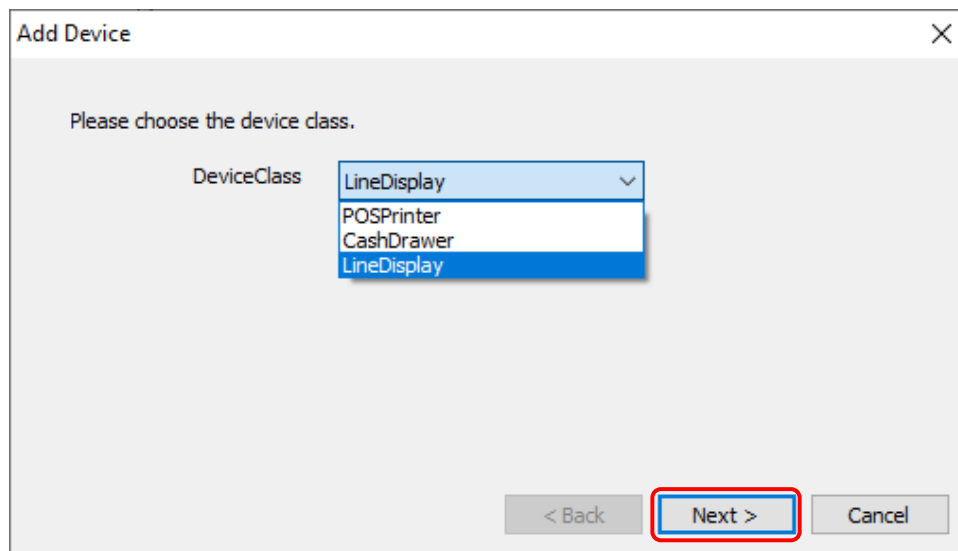 Add Device
Please choose the device class.
DeviceClass LineDisplay
POSPrinter
CashDrawer
LineDisplay
< Back Next > Cancel